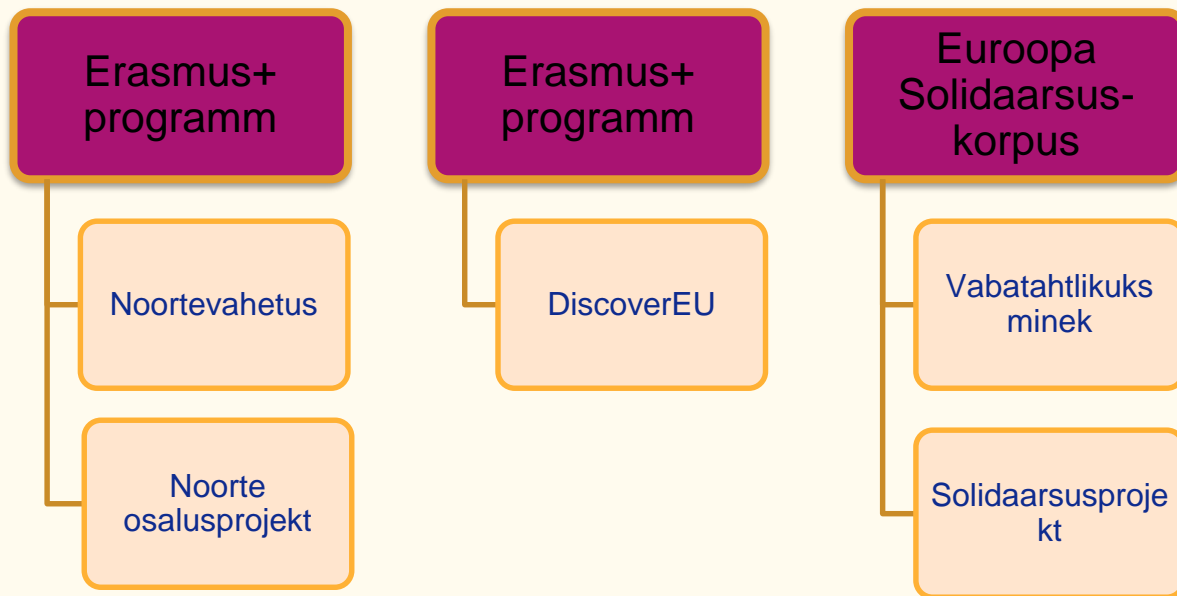 Erasmus+
programm
Noortevahetus
Noorte
osalusprojekt
Erasmus+
programm
DiscoverEU
Euroopa
Solidaarsus-
korpus
Vabatahtlikuks
minek
Solidaarsusproje
kt